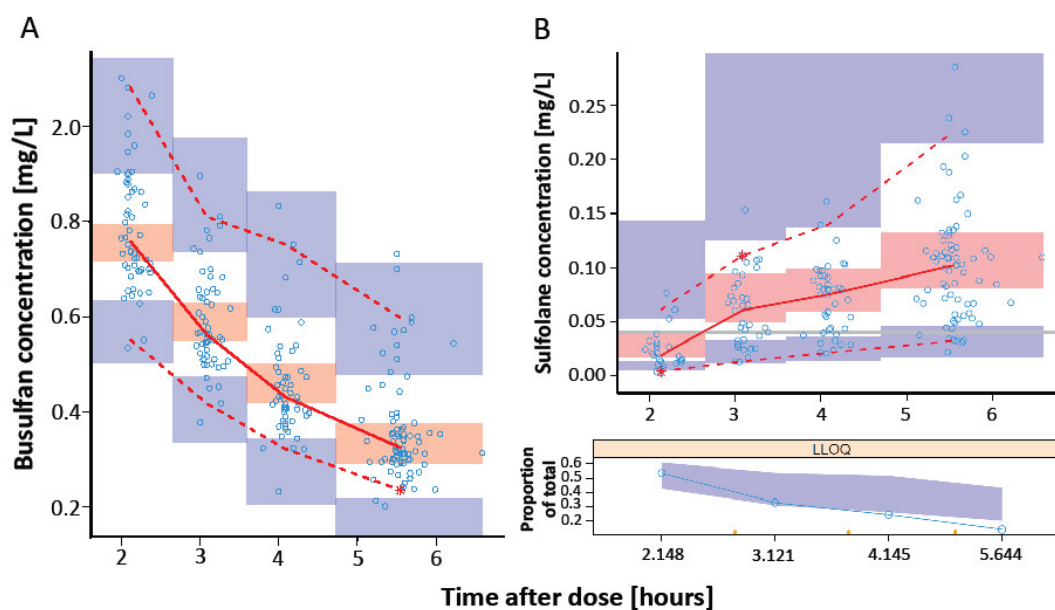 A
B
Busulfan concentration [mg/L]
2.0
0.8
0.6
0.4
0.2
2 3 4 5 6
Sulfolane concentration [mg/L]
0.25
0.20
0.15
0.10
0.05
0.00
2 3 4 5 6
LLOQ
Proportion
of total
0.6
0.5
0.4
0.3
0.2
2.148 3.121 4.145 5.644
Time after dose [hours]